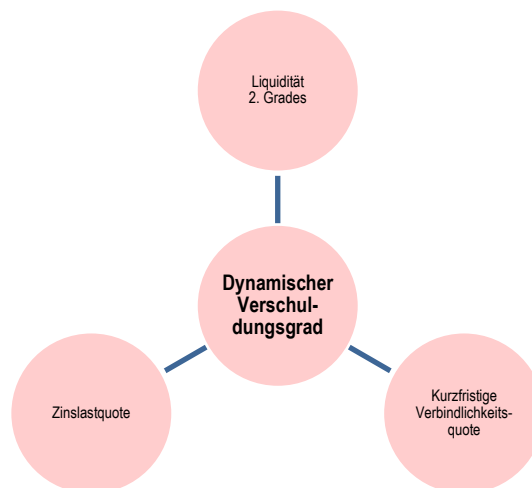 Liquidität
2. Grades
Dynamischer
Verschul-
dungsgrad
Zinslastquote
Kurzfristige
Verbindlichkeits-
quote